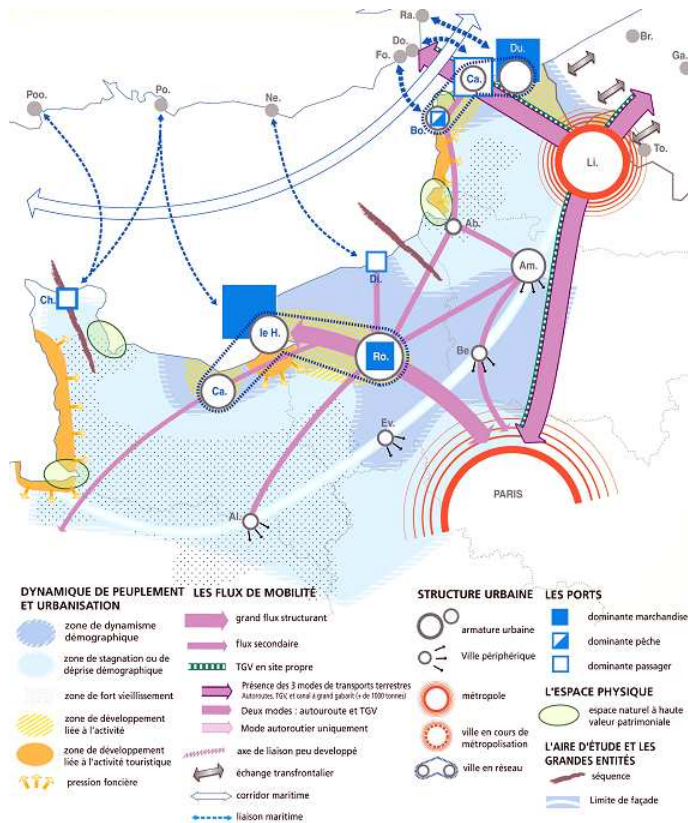 Ra.
Do.
Fo.
Du.
Br.
Ga.
Ca.
Poo.
Po.
Ne.
Bo.
To.
Li.
Ab.
Ch.
Di.
Am.
le H.
Ro.
Be
Ca.
Ev.
PARIS
Al.
DYNAMIQUE DE PEUPLEMENT
ET URBANISATION
zone de dynamisme
démographique
zone de stagnation ou de
déprise démographique
zone de fort vieillissement
zone de développement
liée à l'activité
zone de développement
liée à l'activité touristique
pression foncière
LES FLUX DE MOBILITÉ
grand flux structurant
flux secondaire
TGV en site propre
Présence des 3 modes de transports terrestres
Autoroutes, TGV, et canal à grand gabarit (+ de 1000 tonnes)
Deux modes : autouroute et TGV
Mode autoroutier uniquement
axe de liaison peu developpé
échange transfrontalier
corridor maritime
liaison maritime
STRUCTURE URBAINE
armature urbaine
Ville périphérique
métropole
ville en cours de
métropolisation
ville en réseau
LES PORTS
dominante marchandise
dominante pêche
dominante passager
L'ESPACE PHYSIQUE
espace naturel à haute
valeur patrimoniale
L'AIRE D'ÉTUDE ET LES
GRANDES ENTITÉS
séquence
Limite de façade